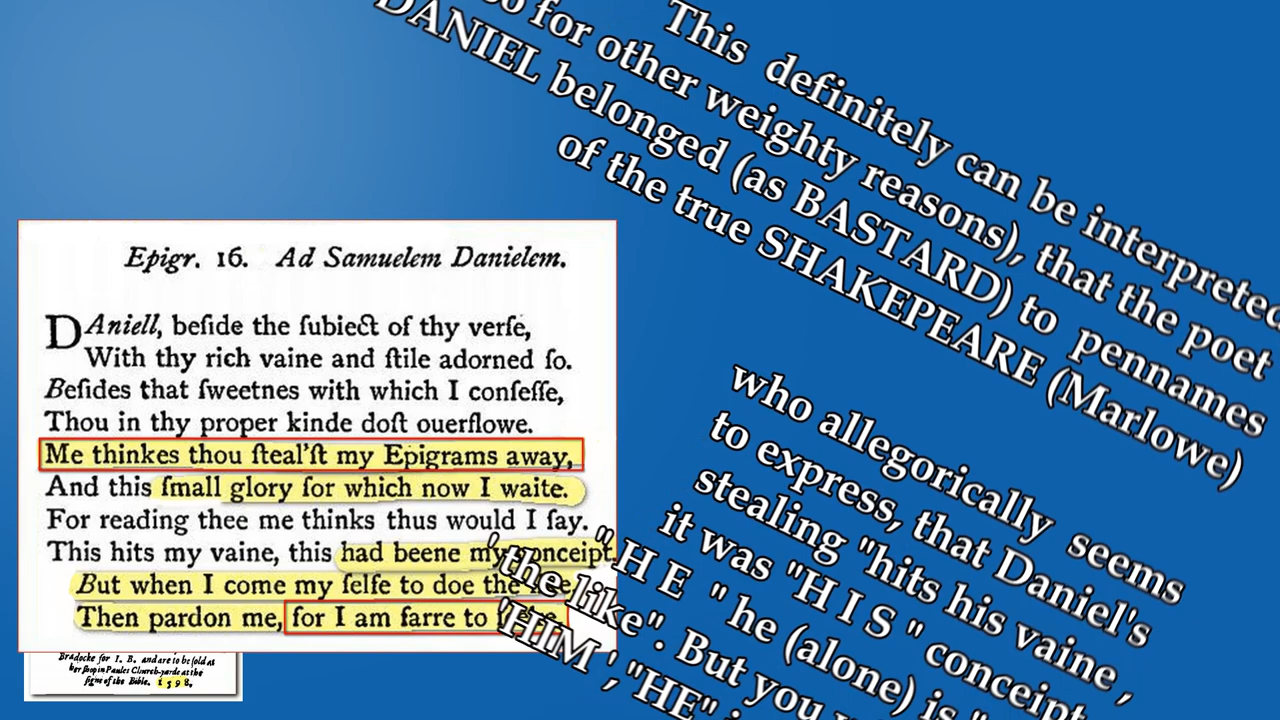 Epigr. 16. Ad Samuelem Danielem.
DAniell, beſide the ſubiect of thy verſe,
With thy rich vaine and ſtile adorned ſo.
Beſides that ſweetnes with which I confeſſe,
Thou in thy proper kinde doſt ouerflowe.
Me thinkes thou ſteal'ſt my Epigrams away,
And this ſmall glory for which now I waite.
For reading thee me thinks thus would I ſay.
This hits my vaine, this had beene my conceipt.
But when I come my ſelfe to doe the
Then pardon me, for I am farre to
Bradocke for I. B. and are to be ſold at
her ſhop in Paules Church-yarde at the
ſigne of the Bible. 1598.
This definitely can be interpreted
so for other weighty reasons), that the poet
DANIEL belonged (as BASTARD) to pennames
of the true SHAKEPEARE (Marlowe)
who allegorically seems
to express, that Daniel's
stealing "hits his vaine,
it was "H I S " conceipt
" H E " he (alone) is "
'the like". But you
'HIM ',"HE"